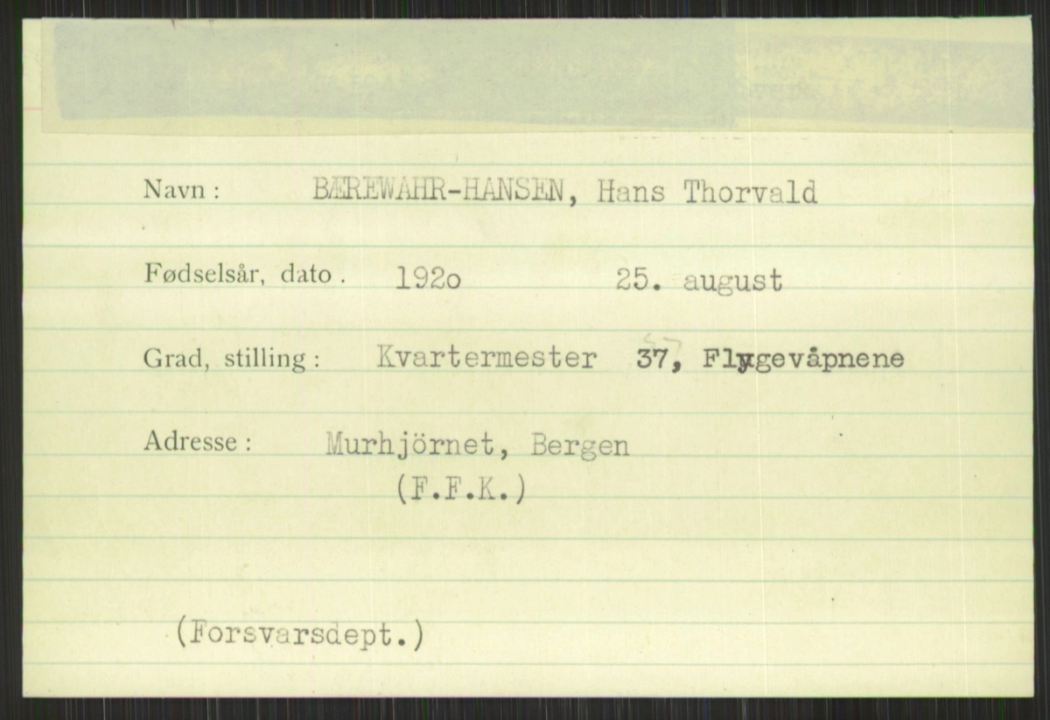 Navn : BÆREWAHR-HANSEN, Hans Thorvald
Fødselsår, dato . 192o 25. august
Grad, stilling : Kvartermester 37, Flygevåpnene
Adresse : Murhjörnet, Bergen
(F.F.K.)
(Forsvarsdept.)